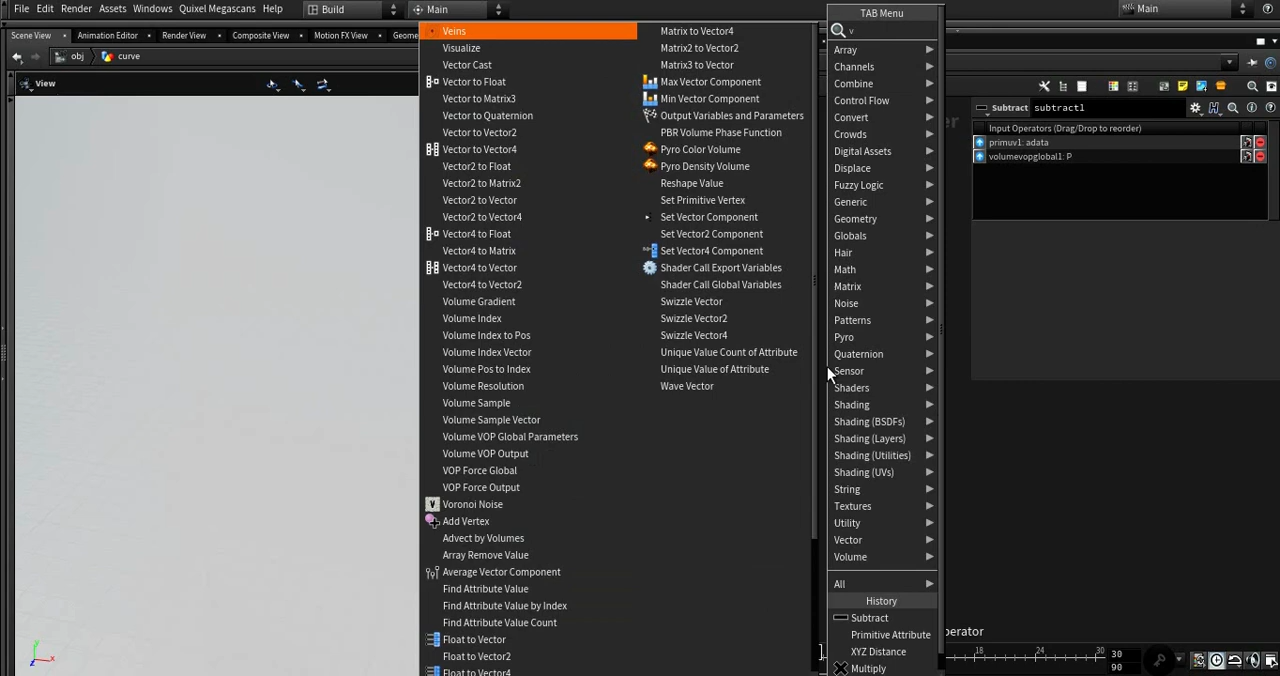 File Edit Render Assets Windows Quixel Megascans Help Build Main Main
Scene View Animation Editor Render View Composite View Motion FX View Geome
obj curve
View
Veins
Visualize
Vector Cast
Vector to Float
Vector to Matrix3
Vector to Quaternion
Vector to Vector2
Vector to Vector4
Vector2 to Float
Vector2 to Matrix2
Vector2 to Vector
Vector2 to Vector4
Vector4 to Float
Vector4 to Matrix
Vector4 to Vector
Vector4 to Vector2
Volume Gradient
Volume Index
Volume Index to Pos
Volume Index Vector
Volume Pos to Index
Volume Resolution
Volume Sample
Volume Sample Vector
Volume VOP Global Parameters
Volume VOP Output
VOP Force Global
VOP Force Output
Voronoi Noise
Add Vertex
Advect by Volumes
Array Remove Value
Average Vector Component
Find Attribute Value
Find Attribute Value by Index
Find Attribute Value Count
Float to Vector
Float to Vector2
Float to Vector4
Matrix to Vector4
Matrix2 to Vector2
Matrix3 to Vector
Max Vector Component
Min Vector Component
Output Variables and Parameters
PBR Volume Phase Function
Pyro Color Volume
Pyro Density Volume
Reshape Value
Set Primitive Vertex
Set Vector Component
Set Vector2 Component
Set Vector4 Component
Shader Call Export Variables
Shader Call Global Variables
Swizzle Vector
Swizzle Vector2
Swizzle Vector4
Unique Value Count of Attribute
Unique Value of Attribute
Wave Vector
TAB Menu
v
Array
Channels
Combine
Control Flow
Convert
Crowds
Digital Assets
Displace
Fuzzy Logic
Generic
Geometry
Globals
Hair
Math
Matrix
Noise
Patterns
Pyro
Quaternion
Sensor
Shaders
Shading
Shading (BSDFs)
Shading (Layers)
Shading (Utilities)
Shading (UVs)
String
Textures
Utility
Vector
Volume
All
History
Subtract
Primitive Attribute
XYZ Distance
Multiply
er
Subtract subtract1
Input Operators (Drag/Drop to reorder)
primuv1: adata
volumevopglobal1: P
perator
18 24 30 30
90
y
z x